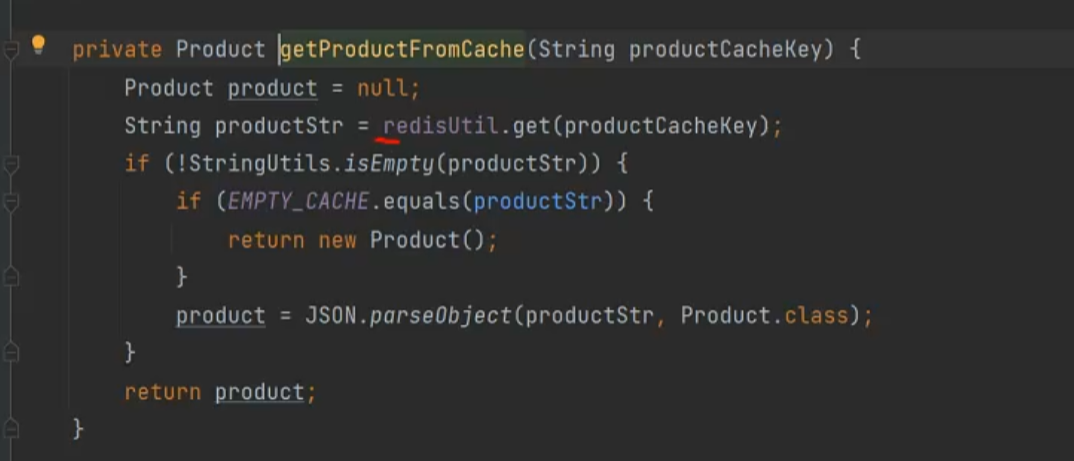 private Product getProductFromCache(String productCacheKey) {
Product product = null;
String productStr = redisUtil.get(productCacheKey);
if (!StringUtils.isEmpty(productStr)) {
if (EMPTY_CACHE.equals(productStr)) {
return new Product();
}
product = JSON.parseObject(productStr, Product.class);
}
return product;
}